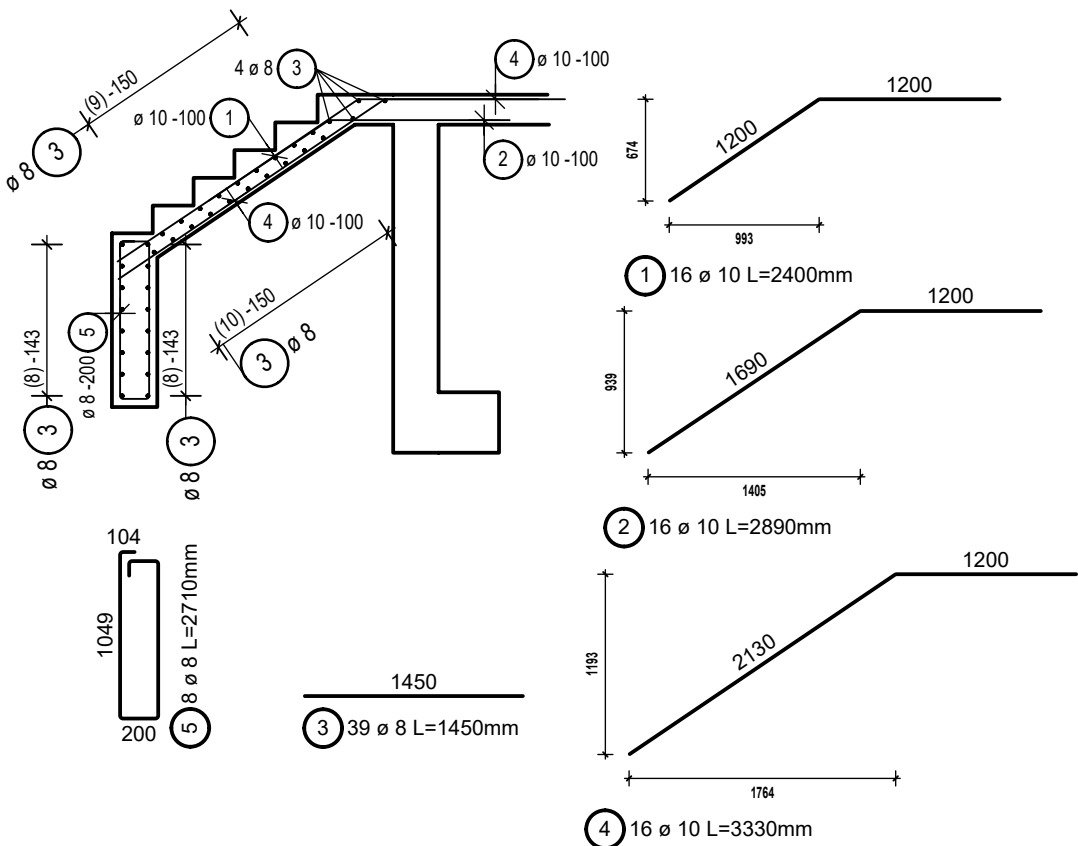 (9) -150
ø 8 3
4 ø 8 3
4 ø 10 -100
ø 10 -100 1
2 ø 10 -100
4 ø 10 -100
(10) -150
3 ø 8
(8) -143
ø 8 3
ø 8 -200 5
(8) -143
ø 8 3
1200
1200
674
993
1 16 ø 10 L=2400mm
1200
1690
939
1405
2 16 ø 10 L=2890mm
1200
2130
1193
1764
4 16 ø 10 L=3330mm
104
1049
200
5 8 ø 8 L=2710mm
1450
3 39 ø 8 L=1450mm